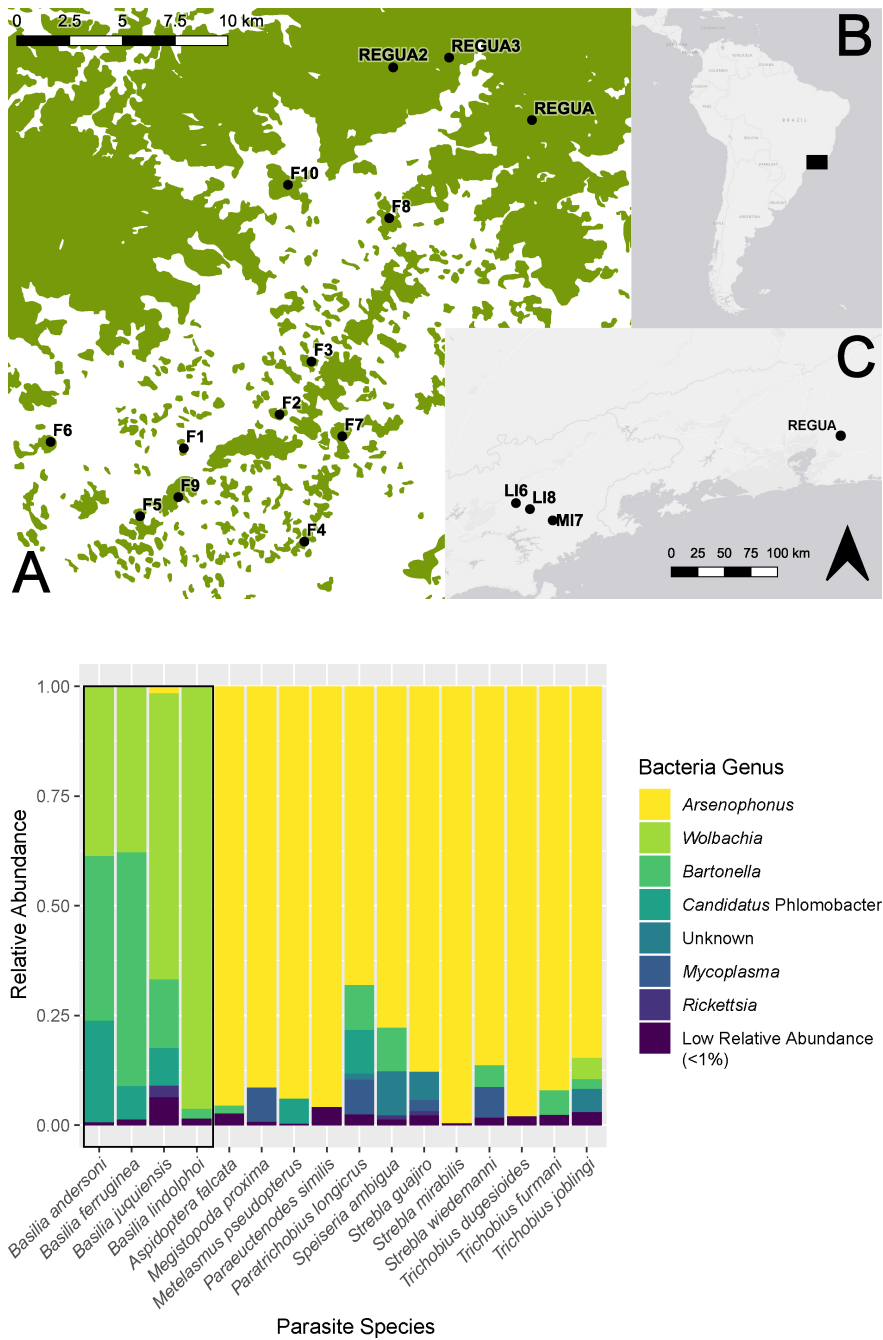 0 2.5 5 7.5 10 km
REGUA2
REGUA3
REGUA
F10
F8
F3
F2
F7
F6
F1
F9
F5
F4
A
B
BRAZIL
C
REGUA
LI6
LI8
MI7
0 25 50 75 100 km
Relative Abundance
1.00
0.75
0.50
0.25
0.00
Basilia andersoni
Basilia ferruginea
Basilia juquiensis
Basilia lindolphoi
Aspidoptera falcata
Megistopoda proxima
Metelasmus pseudopterus
Paraeuctenodes similis
Paratrichobius longicrus
Speiseria ambigua
Strebla guajiro
Strebla mirabilis
Strebla wiedemanni
Trichobius dugesioides
Trichobius furmani
Trichobius joblingi
Parasite Species
Bacteria Genus
Arsenophonus
Wolbachia
Bartonella
Candidatus Phlomobacter
Unknown
Mycoplasma
Rickettsia
Low Relative Abundance
(<1%)